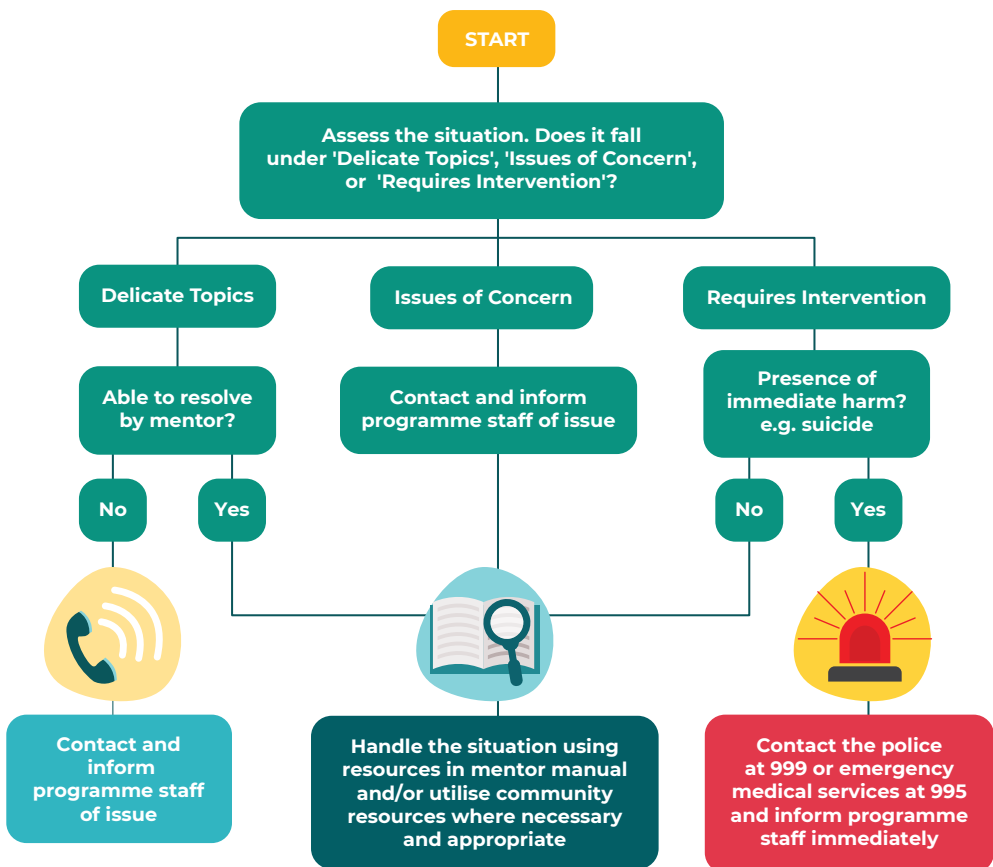 START
Assess the situation. Does it fall
under 'Delicate Topics', 'Issues of Concern',
or 'Requires Intervention'?
Delicate Topics
Issues of Concern
Requires Intervention
Able to resolve
by mentor?
Contact and inform
programme staff of issue
Presence of
immediate harm?
e.g. suicide
No
Yes
No
Yes
Contact and
inform
programme staff
of issue
Handle the situation using
resources in mentor manual
and/or utilise community
resources where necessary
and appropriate
Contact the police
at 999 or emergency
medical services at 995
and inform programme
staff immediately